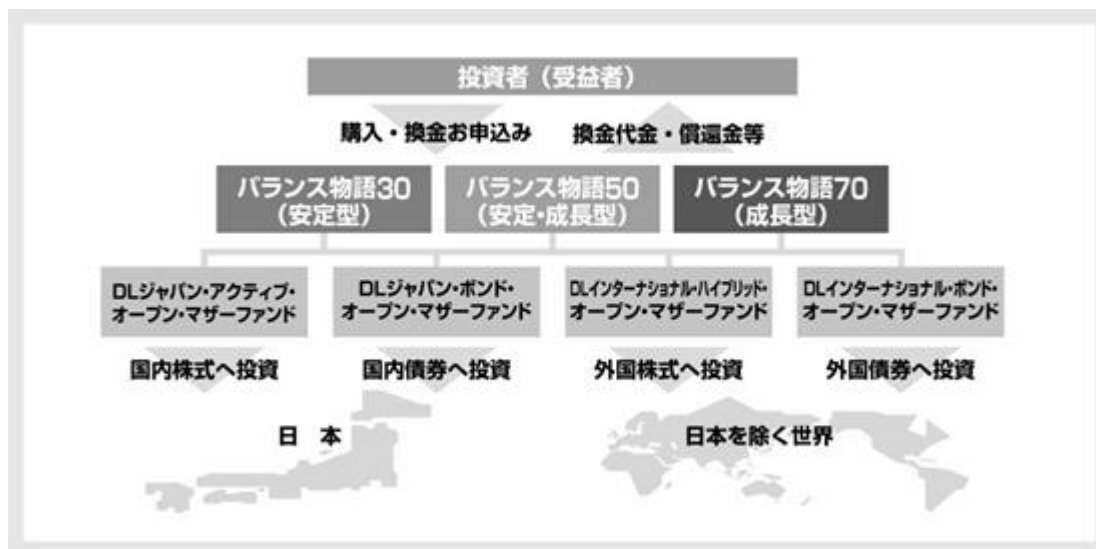 投資者（受益者）
購入・換金お申込み
換金代金・償還金等
バランス物語30
（安定型）
バランス物語50
（安定・成長型）
バランス物語70
（成長型）
DLジャパン・アクティブ・
オープン・マザーファンド
DLジャパン・ボンド・
オープン・マザーファンド
DLインターナショナル・ハイブリッド・
オープン・マザーファンド
DLインターナショナル・ボンド・
オープン・マザーファンド
国内株式へ投資
国内債券へ投資
外国株式へ投資
外国債券へ投資
日　本
日本を除く世界